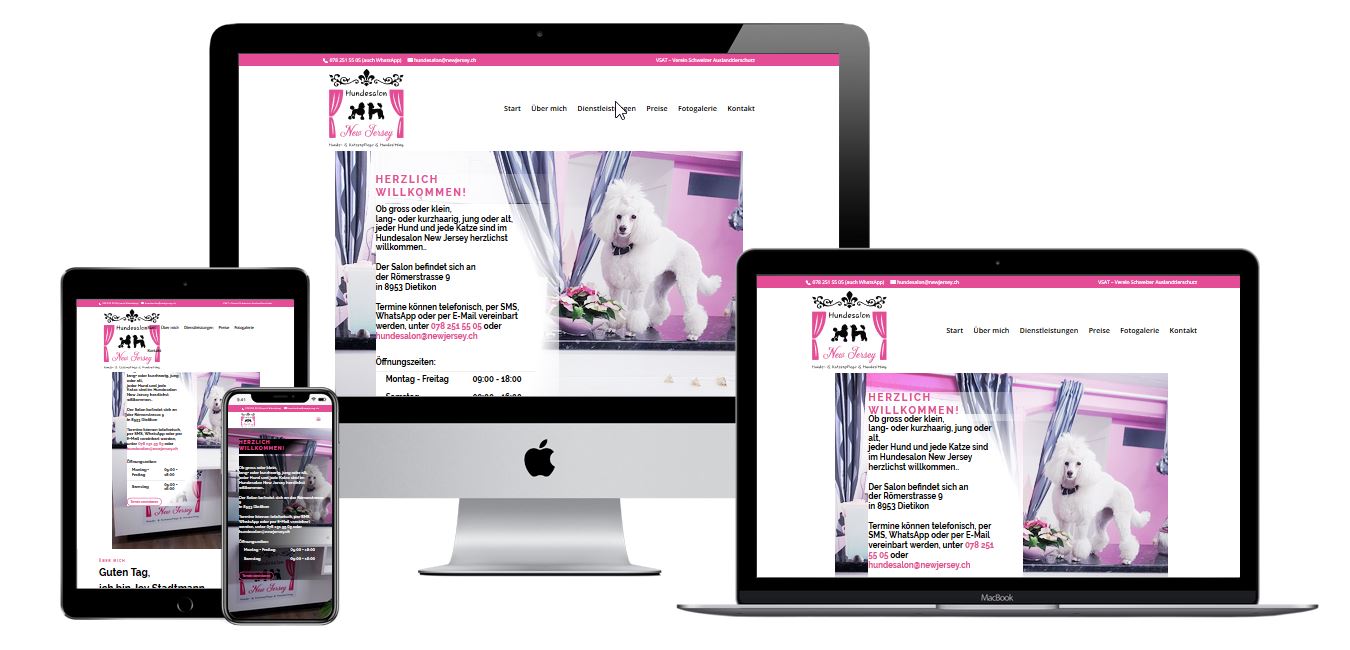 078 251 55 05 (auch WhatsApp) hundesalon@newjersey.ch VSAT - Verein Schweizer Auslandtierschutz
Hundesalon
New Jersey
Hunde- & Katzenpflege & Hundesitting
Start Über mich Dienstleistungen Preise Fotogalerie Kontakt
HERZLICH
WILLKOMMEN!
Ob gross oder klein,
lang- oder kurzhaarig, jung oder alt,
jeder Hund und jede Katze sind im
Hundesalon New Jersey herzlichst
willkommen..
Der Salon befindet sich an
der Römerstrasse 9
in 8953 Dietikon
Termine können telefonisch, per SMS,
WhatsApp oder per E-Mail vereinbart
werden, unter 078 251 55 05 oder
hundesalon@newjersey.ch
Öffnungszeiten:
Montag - Freitag 09:00 - 18:00
Hundesalon
New Jersey
Über mich Dienstleistungen Preise Fotogalerie
Kontakt
lang- oder kurzhaarig, jung
oder alt,
jeder Hund und jede
Katze sind im Hundesalon
New Jersey herzlichst
willkommen..
Der Salon befindet sich an
der Römerstrasse 9
in 8953 Dietikon
Termine können telefonisch,
per SMS, WhatsApp oder per
E-Mail vereinbart werden,
unter 078 251 55 05 oder
hundesalon@newjersey.ch
Öffnungszeiten:
Montag - 09:00 -
Freitag 18:00
Samstag 09:00 -
16:00
New Jersey
ÜBER MICH
Guten Tag,
ich bin Joy Stadtmann
9:41
HERZLICH
WILLKOMMEN!
Ob gross oder klein,
lang- oder kurzhaarig, jung oder alt,
jeder Hund und jede Katze sind im
Hundesalon New Jersey herzlichst
willkommen..
Der Salon befindet sich an der Römerstrasse
9
in 8953 Dietikon
Termine können telefonisch, per SMS,
WhatsApp oder per E-Mail vereinbart
werden, unter 078 251 55 05 oder
hundesalon@newjersey.ch
Öffnungszeiten:
Montag - Freitag 09:00 - 18:00
Samstag 09:00 - 16:00
New Jersey
078 251 55 05 (auch WhatsApp) hundesalon@newjersey.ch VSAT - Verein Schweizer Auslandtierschutz
Hundesalon
New Jersey
Hunde- & Katzenpflege & Hundesitting
Start Über mich Dienstleistungen Preise Fotogalerie Kontakt
HERZLICH
WILLKOMMEN!
Ob gross oder klein,
lang- oder kurzhaarig, jung oder
alt,
jeder Hund und jede Katze sind
im Hundesalon New Jersey
herzlichst willkommen..
Der Salon befindet sich an
der Römerstrasse 9
in 8953 Dietikon
Termine können telefonisch, per
SMS, WhatsApp oder per E-Mail
vereinbart werden, unter 078 251
55 05 oder
hundesalon@newjersey.ch
MacBook